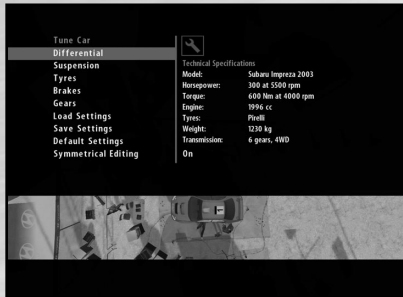 Tune Car
Differential
Suspension
Tyres
Brakes
Gears
Load Settings
Save Settings
Default Settings
Symmetrical Editing On
Technical Specifications
Model: Subaru Impreza 2003
Horsepower: 300 at 5500 rpm
Torque: 600 Nm at 4000 rpm
Engine: 1996 cc
Tyres: Pirelli
Weight: 1230 kg
Transmission: 6 gears, 4WD